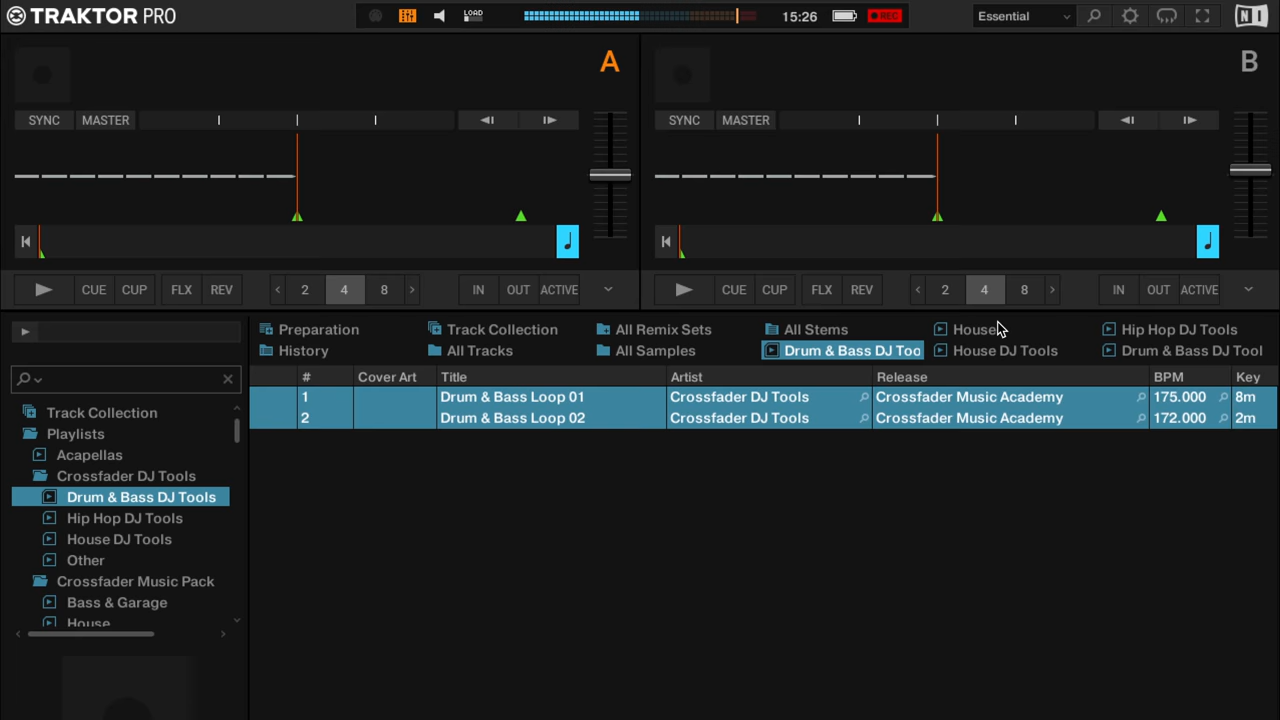 TRAKTOR PRO
LOAD
15:26
REC
Essential
NI
A
B
SYNC MASTER
SYNC MASTER
CUE CUP FLX REV < 2 4 8 > IN OUT ACTIVE
CUE CUP FLX REV < 2 4 8 > IN OUT ACTIVE
Preparation Track Collection All Remix Sets All Stems House Hip Hop DJ Tools
History All Tracks All Samples Drum & Bass DJ Too House DJ Tools Drum & Bass DJ Tool
# Cover Art Title Artist Release BPM Key
1 Drum & Bass Loop 01 Crossfader DJ Tools Crossfader Music Academy 175.000 8m
2 Drum & Bass Loop 02 Crossfader DJ Tools Crossfader Music Academy 172.000 2m
Track Collection
Playlists
Acapellas
Crossfader DJ Tools
Drum & Bass DJ Tools
Hip Hop DJ Tools
House DJ Tools
Other
Crossfader Music Pack
Bass & Garage
House